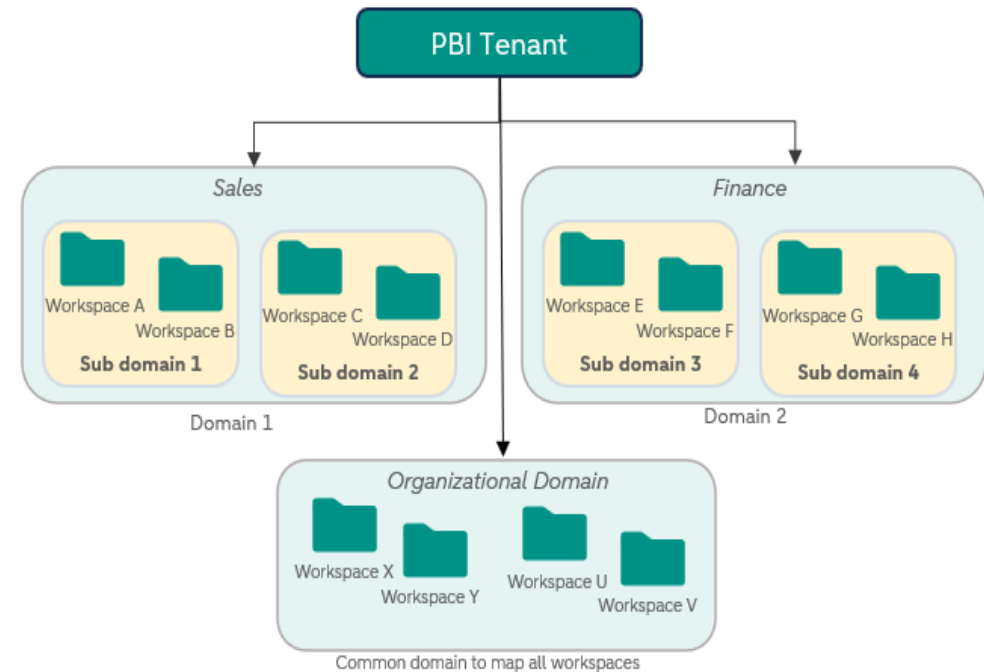 PBI Tenant
Sales
Workspace A
Workspace B
Sub domain 1
Workspace C
Workspace D
Sub domain 2
Domain 1
Finance
Workspace E
Workspace F
Sub domain 3
Workspace G
Workspace H
Sub domain 4
Domain 2
Organizational Domain
Workspace X
Workspace Y
Workspace U
Workspace V
Common domain to map all workspaces